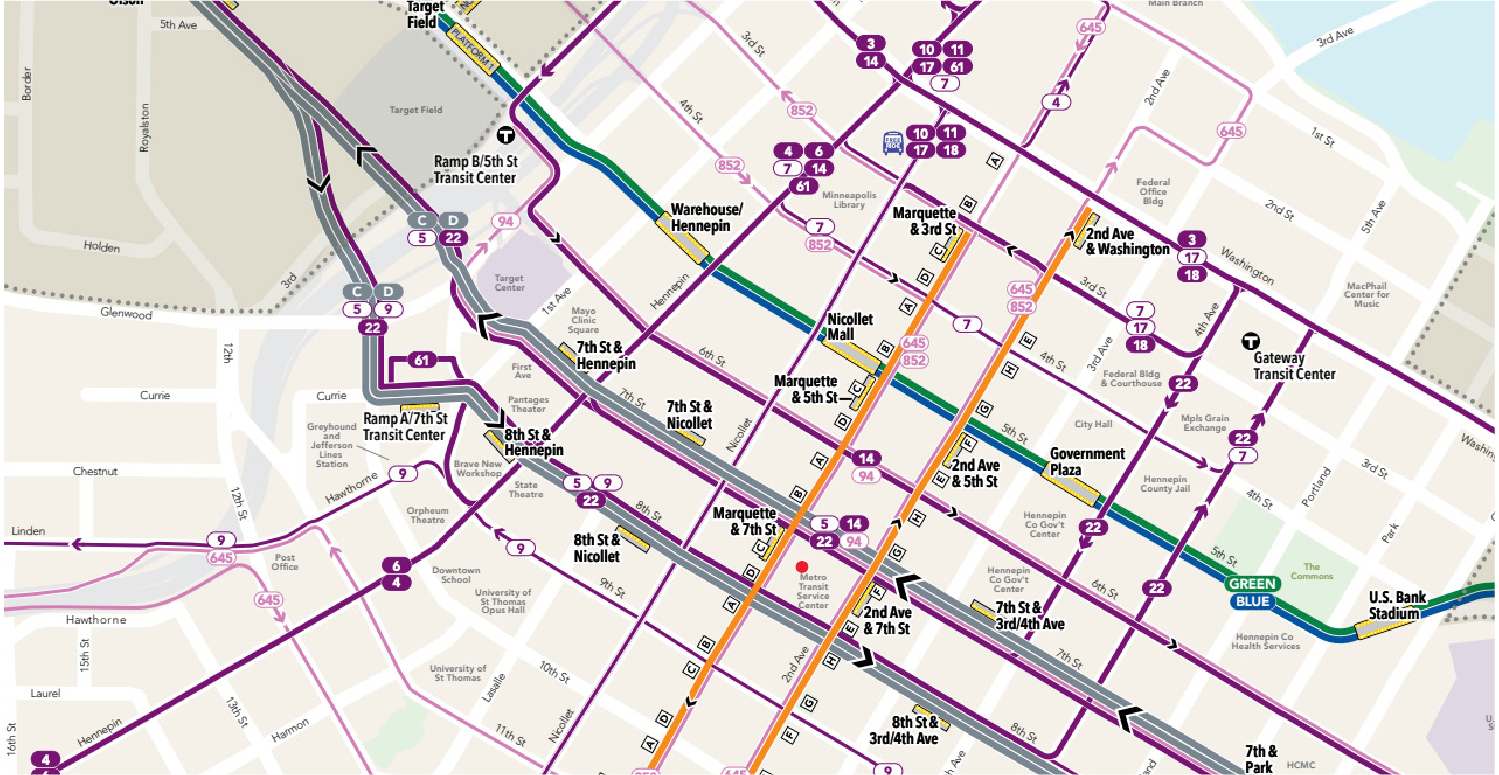 Target
Field
PLATFORM 1
5th Ave
Main Branch
3rd Ave
3rd St
3
14
10 11
17 61
7
645
4
2nd Ave
Border
Royalston
Target Field
4th St
852
T
Ramp B/5th St
Transit Center
4 6
7 14
61
FREE
RIDE
10 11
17 18
645
1st St
852
Federal
Office
Bldg
Minneapolis
Library
A
B
2nd St
5th Ave
Warehouse/
Hennepin
Marquette
& 3rd St
C
C D
5 22
94
7
852
2nd Ave
& Washington
3
17
18
Washington
Holden
3rd
Target
Center
D
Hennepin
1st Ave
645
852
3rd St
MacPhail
Center for
Music
C D
5 9
22
Glenwood
Mayo
Clinic
Square
A
7
17
18
4th Ave
Nicollet
Mall
7
12th
B
645
852
E
4th St
3rd Ave
T
Gateway
Transit Center
61
7th St &
Hennepin
6th St
First
Ave
H
Federal Bldg
& Courthouse
22
Marquette
& 5th St
C
Currie
Currie
Pantages
Theater
7th St
7th St &
Nicollet
D
G
Mpls Grain
Exchange
Ramp A/7th St
Transit Center
Nicollet
City Hall
5th St
22
7
Washing
Greyhound
and
Jefferson
Lines
Station
8th St &
Hennepin
F
Government
Plaza
A
14
94
2nd Ave
& 5th St
3rd St
Chestnut
Brave New
Workshop
9
Hawthorne
State
Theatre
5 9
22
E
Hennepin
County Jail
4th St
Portland
12th St
B
Orpheum
Theatre
8th St
Marquette
& 7th St
H
Hennepin
Co Gov't
Center
22
Park
Linden
9
645
9
8th St &
Nicollet
C
5 14
22 94
G
5th St
Post
Office
6
4
Downtown
School
9th St
D
Metro
Transit
Service
Center
Hennepin
Co Gov't
Center
6th St
22
The
Commons
GREEN
BLUE
645
University of
St Thomas
Opus Hall
A
F
2nd Ave
& 7th St
7th St &
3rd/4th Ave
U.S. Bank
Stadium
Hawthorne
E
Hennepin Co
Health Services
15th St
B
H
7th St
University of
St Thomas
10th St
C
2nd Ave
Laurel
Lasalle
13th St
G
Hennepin
Harmon
11th St
Nicollet
D
8th St &
3rd/4th Ave
8th St
16th St
4
A
F
7th &
Park
HCMC
9